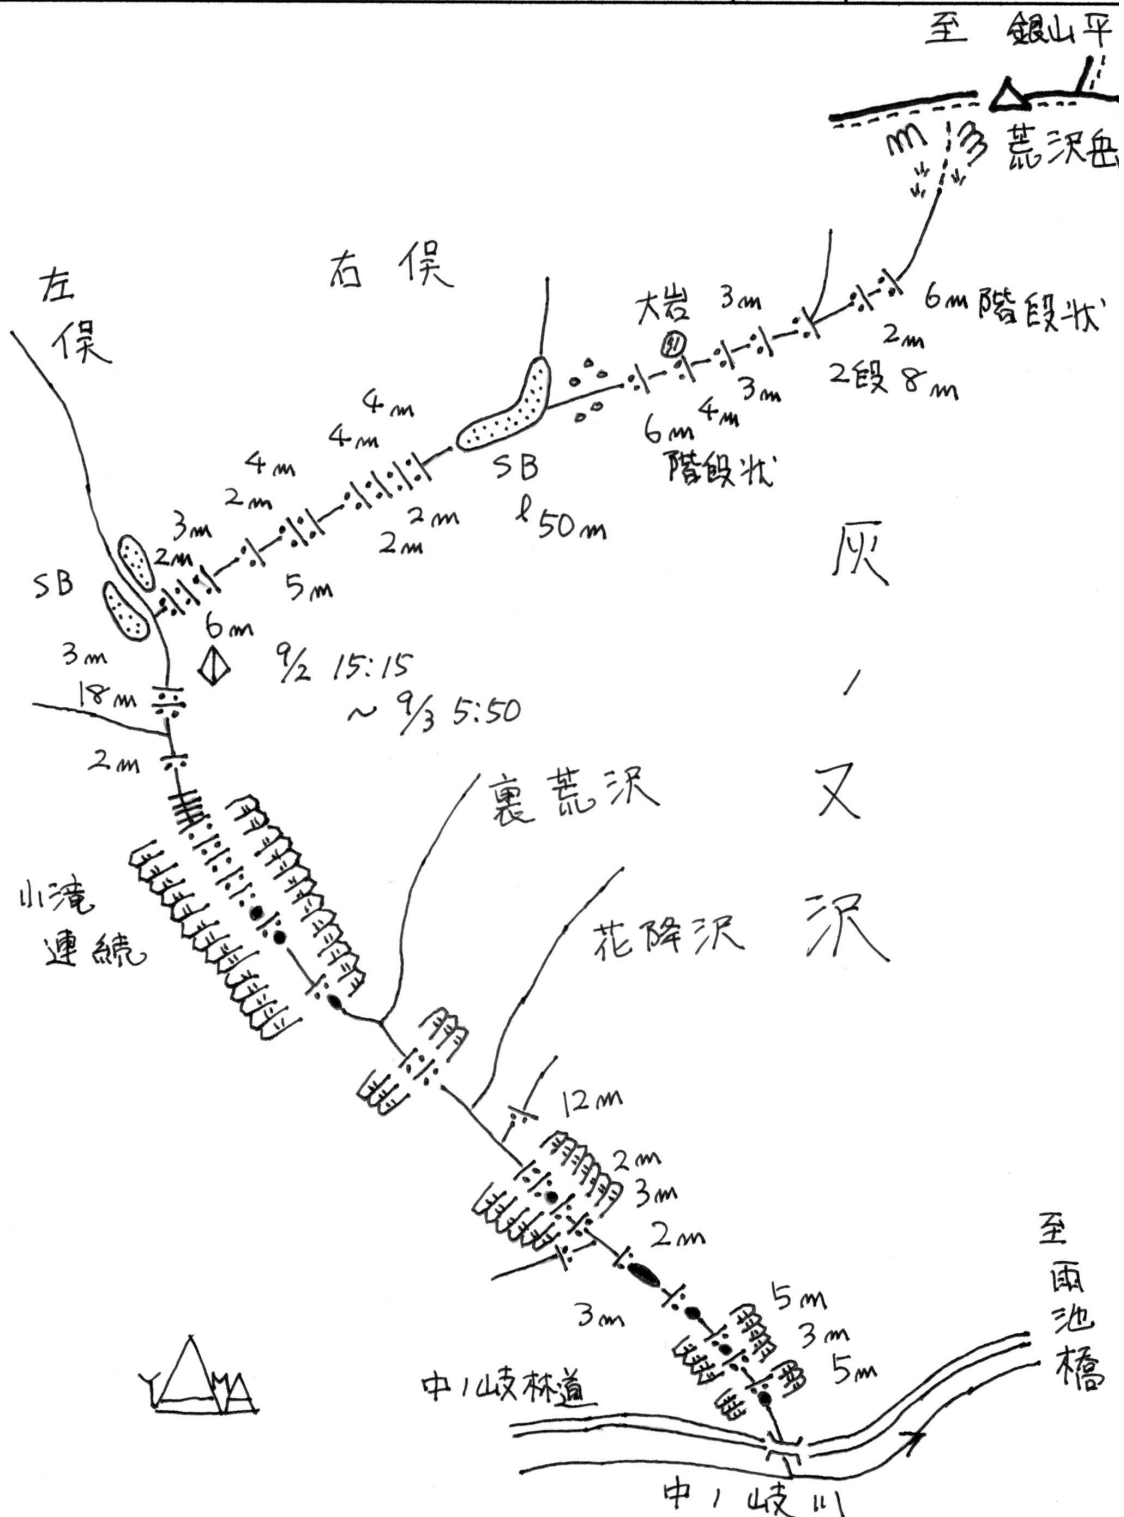 至 銀山平
荒沢岳
右俣
左俣
大岩
3m
6m 階段状
2m
2段 8m
3m
4m
6m
階段状
4m
4m
SB
l 50m
4m
2m
2m
2m
3m
2m
5m
SB
6m
9/2 15:15
~ 9/3 5:50
3m
18m
2m
灰ノ又沢
裏荒沢
花降沢
小滝
連続
12m
2m
3m
2m
3m
5m
3m
5m
至雨池橋
中ノ岐林道
中ノ岐川
YMA